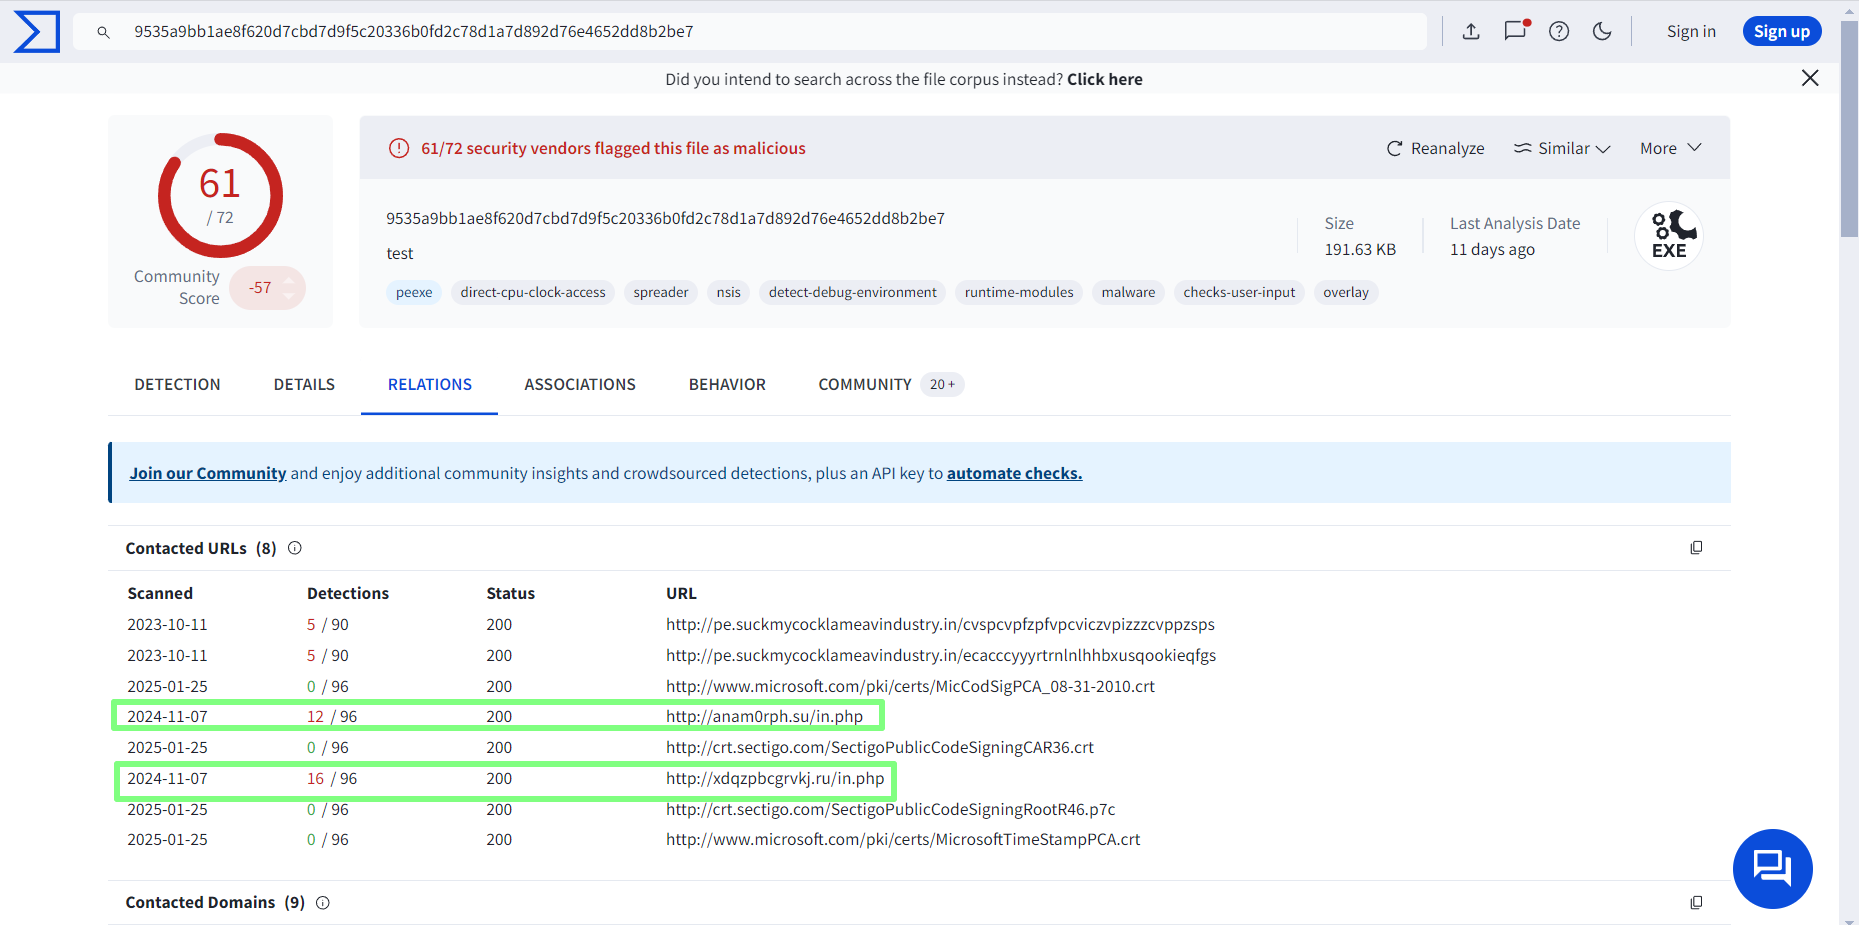 9535a9bb1ae8f620d7cbd7d9f5c20336b0fd2c78d1a7d892d76e4652dd8b2be7
Sign in
Sign up
Did you intend to search across the file corpus instead? Click here
61
/ 72
Community Score
-57
61/72 security vendors flagged this file as malicious
Reanalyze
Similar
More
9535a9bb1ae8f620d7cbd7d9f5c20336b0fd2c78d1a7d892d76e4652dd8b2be7
test
Size
191.63 KB
Last Analysis Date
11 days ago
EXE
peexe direct-cpu-clock-access spreader nsis detect-debug-environment runtime-modules malware checks-user-input overlay
DETECTION DETAILS RELATIONS ASSOCIATIONS BEHAVIOR COMMUNITY 20 +
Join our Community and enjoy additional community insights and crowdsourced detections, plus an API key to automate checks.
Contacted URLs (8)
Scanned Detections Status URL
2023-10-11 5 / 90 200 http://pe.suckmycocklameavindustry.in/cvspcvpfzpfvpcviczvpizzzcvppzsps
2023-10-11 5 / 90 200 http://pe.suckmycocklameavindustry.in/ecacccyyyrtrnlnlhhbxusqookieqfgs
2025-01-25 0 / 96 200 http://www.microsoft.com/pki/certs/MicCodSigPCA_08-31-2010.crt
2024-11-07 12 / 96 200 http://anam0rph.su/in.php
2025-01-25 0 / 96 200 http://crt.sectigo.com/SectigoPublicCodeSigningCAR36.crt
2024-11-07 16 / 96 200 http://xdqzpbcgrvkj.ru/in.php
2025-01-25 0 / 96 200 http://crt.sectigo.com/SectigoPublicCodeSigningRootR46.p7c
2025-01-25 0 / 96 200 http://www.microsoft.com/pki/certs/MicrosoftTimeStampPCA.crt
Contacted Domains (9)